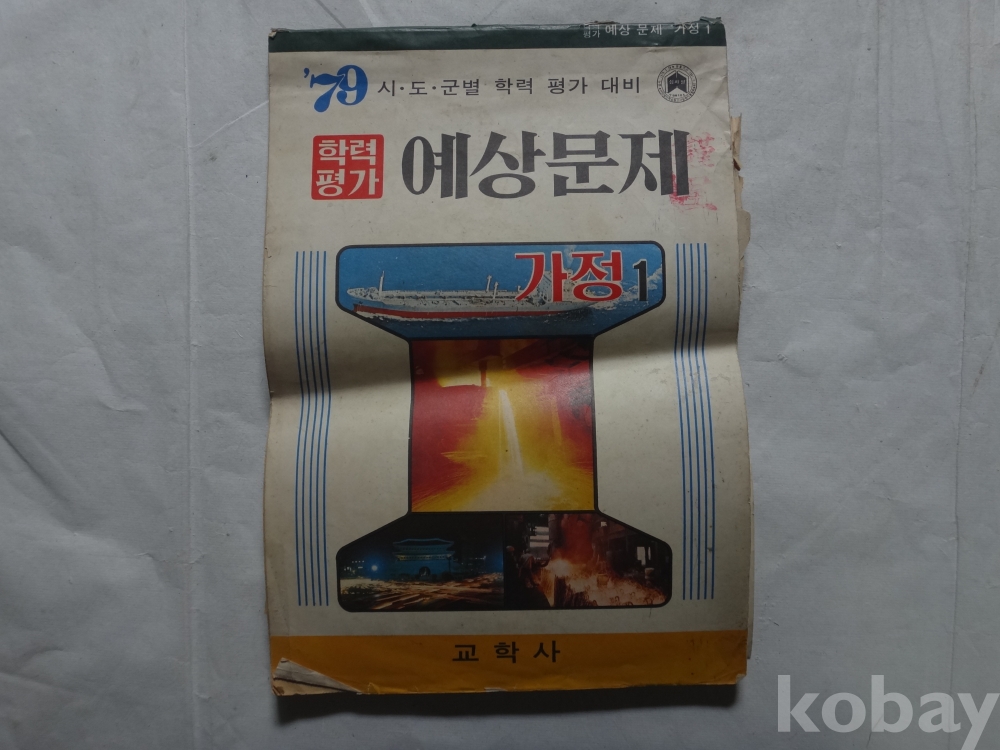 평가 예상 문제 가정 1
'79 시·도·군별 학력 평가 대비
학력
평가
예상문제
가정 1
교학사
kobay